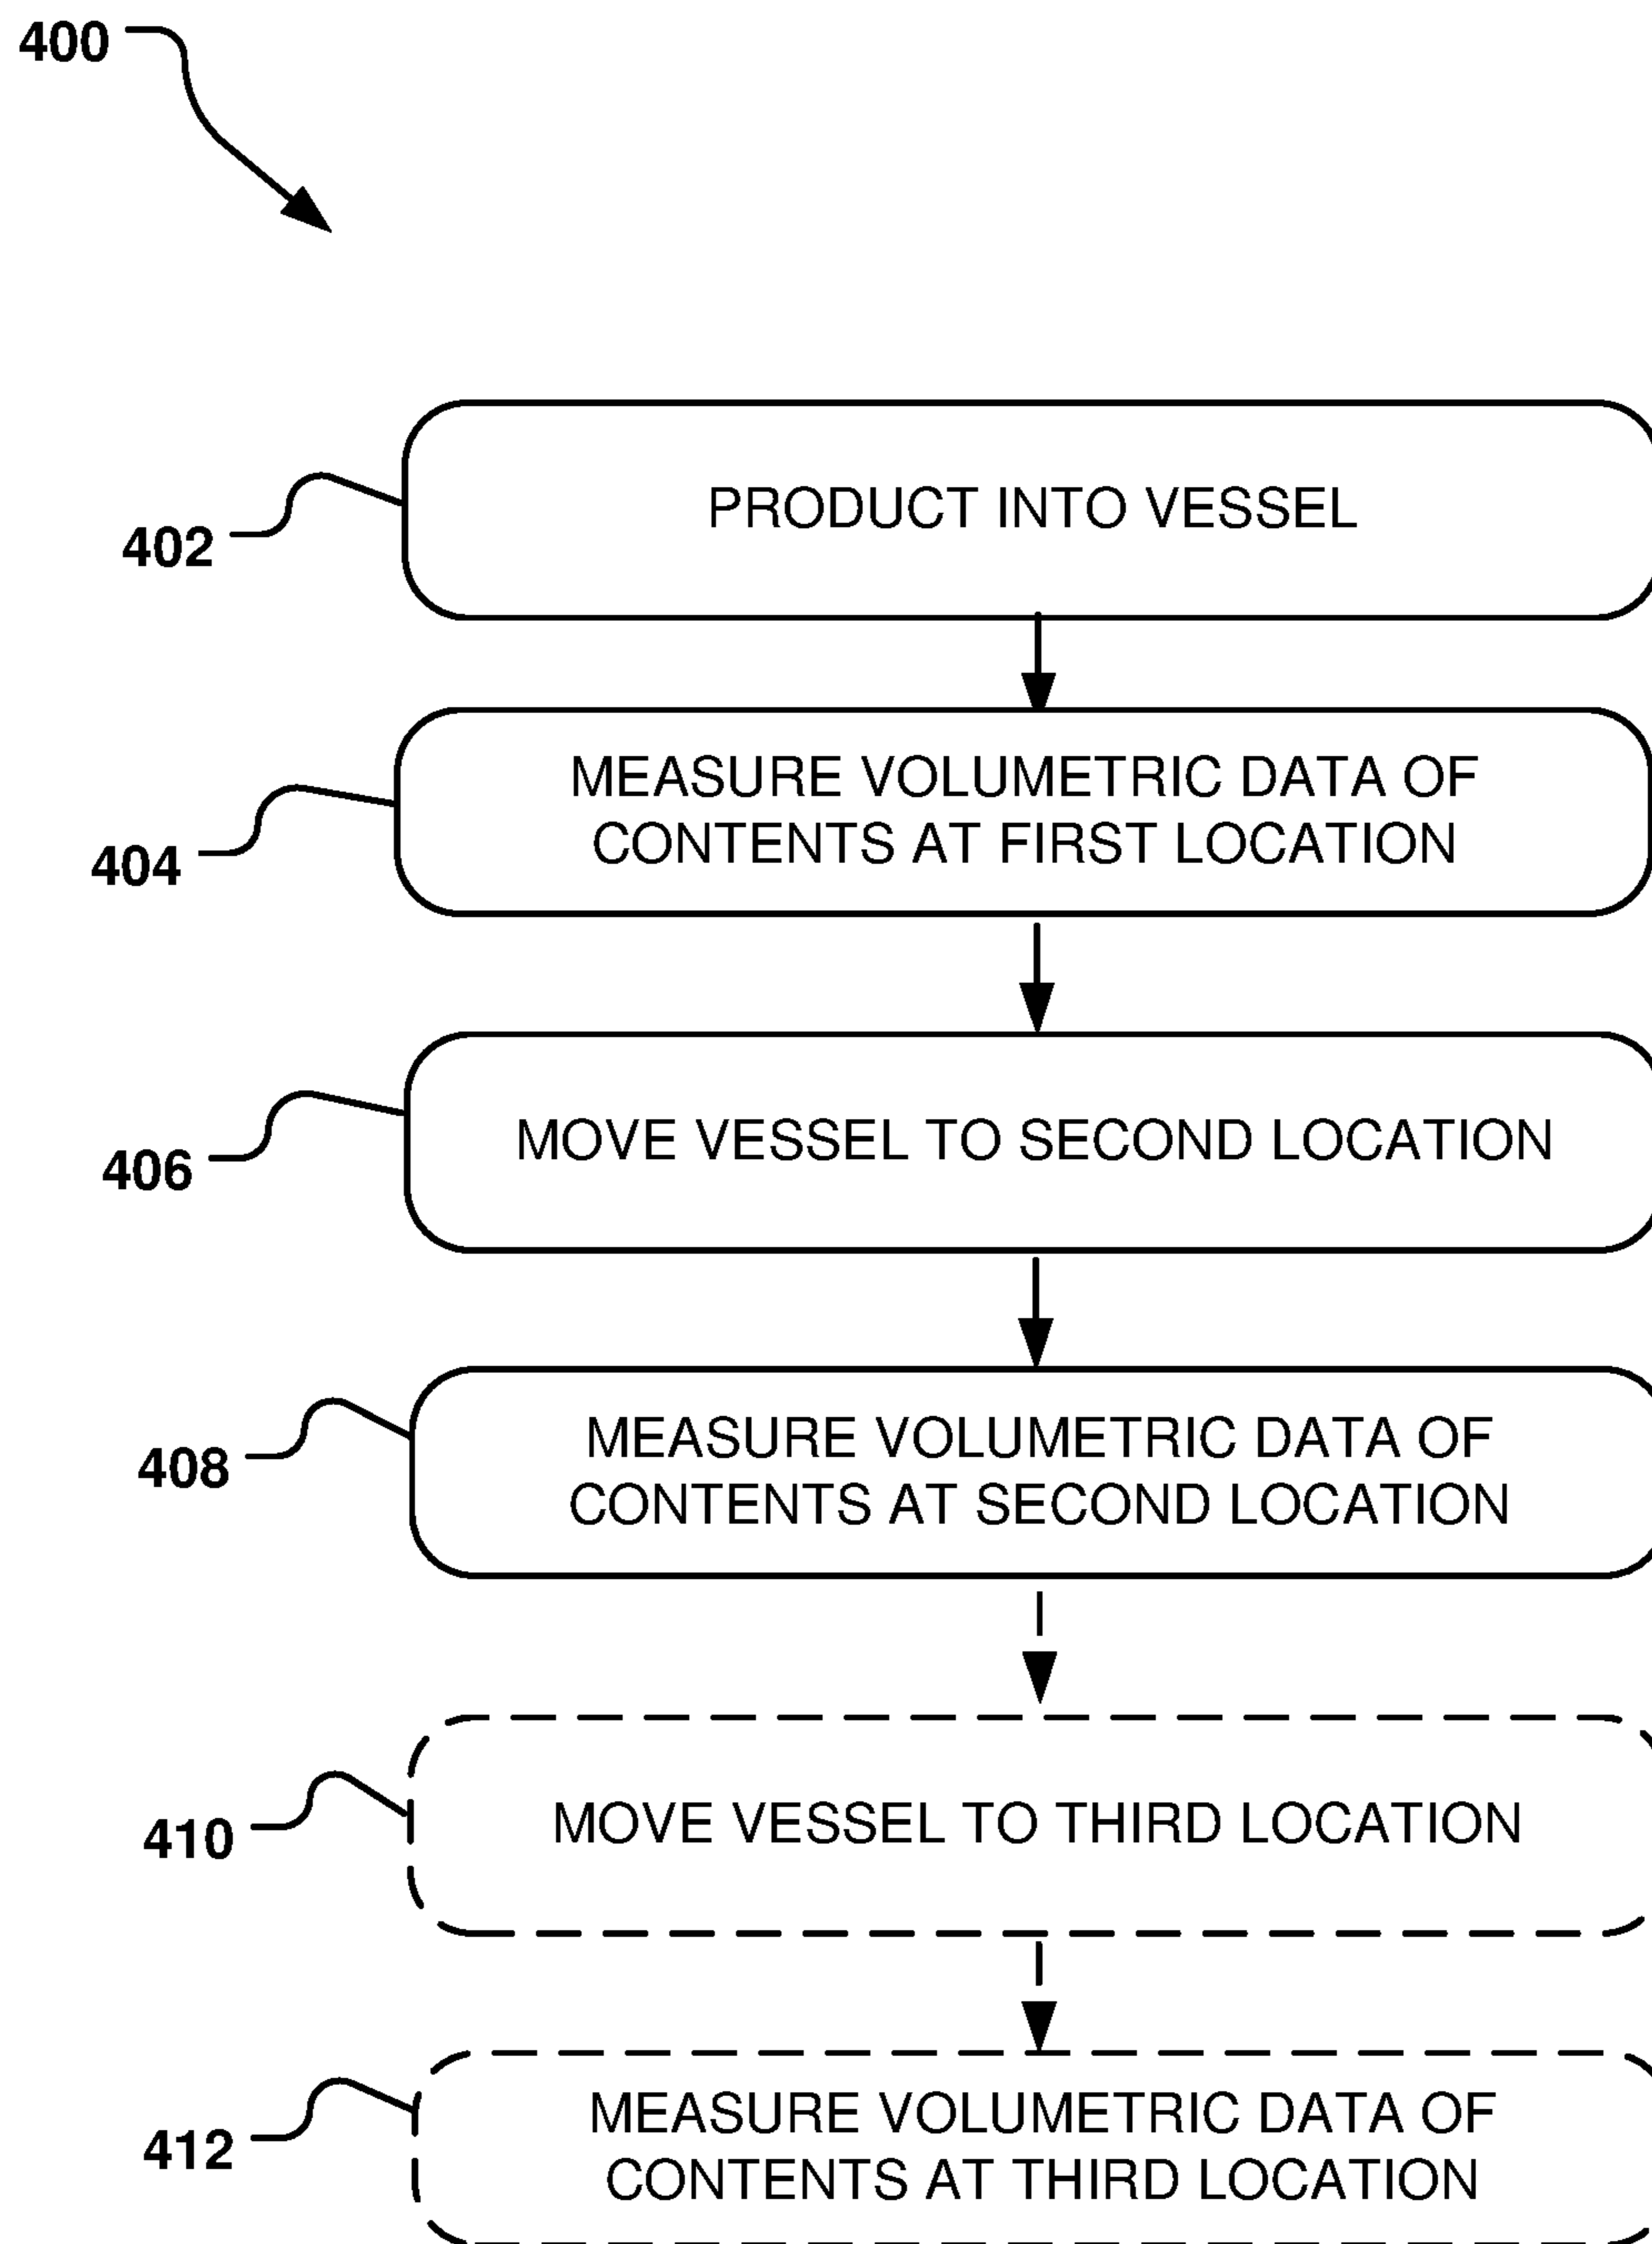 400
PRODUCT INTO VESSEL
402
MEASURE VOLUMETRIC DATA OF
CONTENTS AT FIRST LOCATION
404
MOVE VESSEL TO SECOND LOCATION
406
MEASURE VOLUMETRIC DATA OF
CONTENTS AT SECOND LOCATION
408
MOVE VESSEL TO THIRD LOCATION
410
MEASURE VOLUMETRIC DATA OF
CONTENTS AT THIRD LOCATION
412